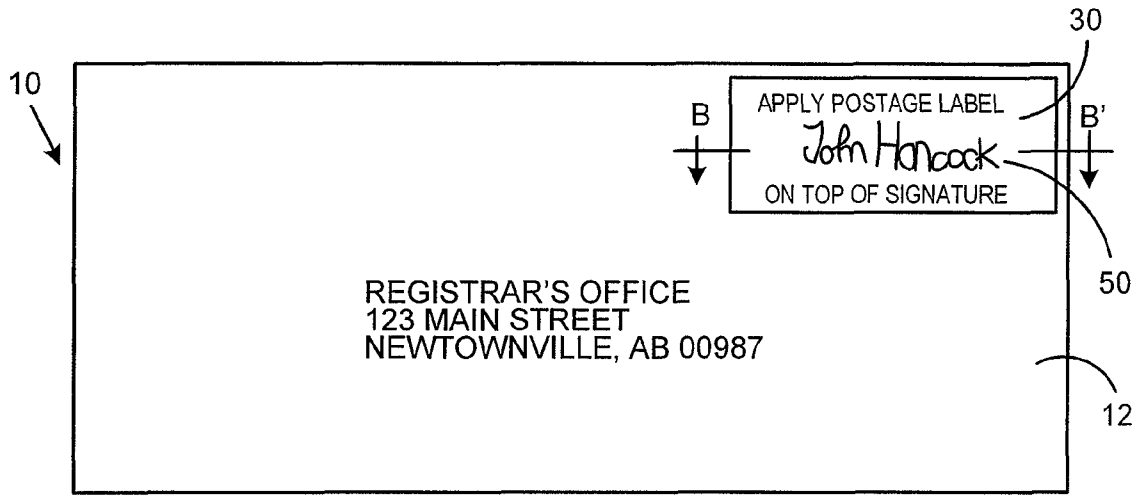 30
10
APPLY POSTAGE LABEL
B
B'
John Hancock
ON TOP OF SIGNATURE
50
REGISTRAR'S OFFICE
123 MAIN STREET
NEWTOWNVILLE, AB 00987
12